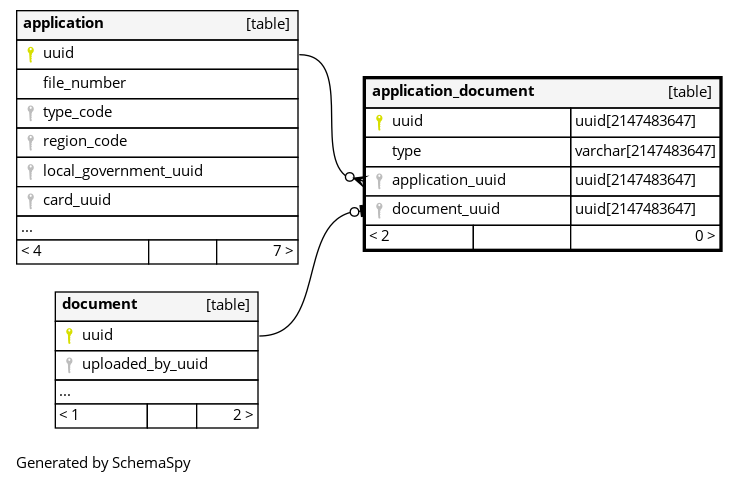 application [table]
uuid
file_number
type_code
region_code
local_government_uuid
card_uuid
...
< 4 7 >
application_document [table]
uuid uuid[2147483647]
type varchar[2147483647]
application_uuid uuid[2147483647]
document_uuid uuid[2147483647]
< 2 0 >
document [table]
uuid
uploaded_by_uuid
...
< 1 2 >
Generated by SchemaSpy